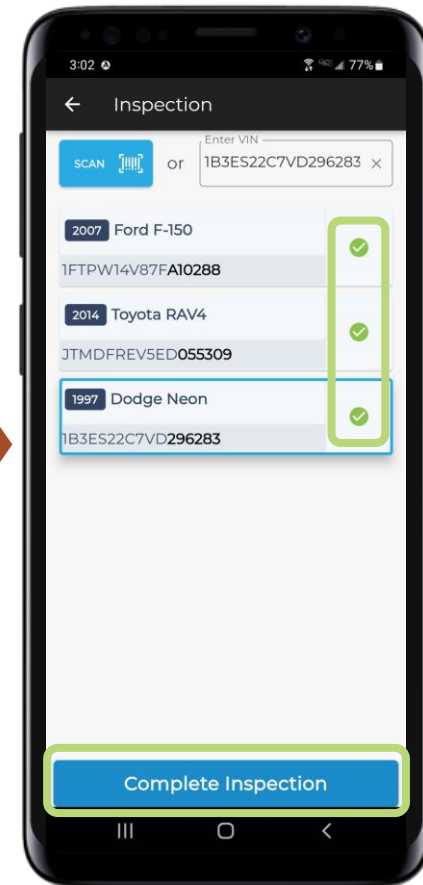 3:02 77%
Inspection
SCAN or Enter VIN
1B3ES22C7VD296283 ×
2007 Ford F-150
1FTPW14V87FA10288
2014 Toyota RAV4
JTMDFREV5ED055309
1997 Dodge Neon
1B3ES22C7VD296283
Complete Inspection